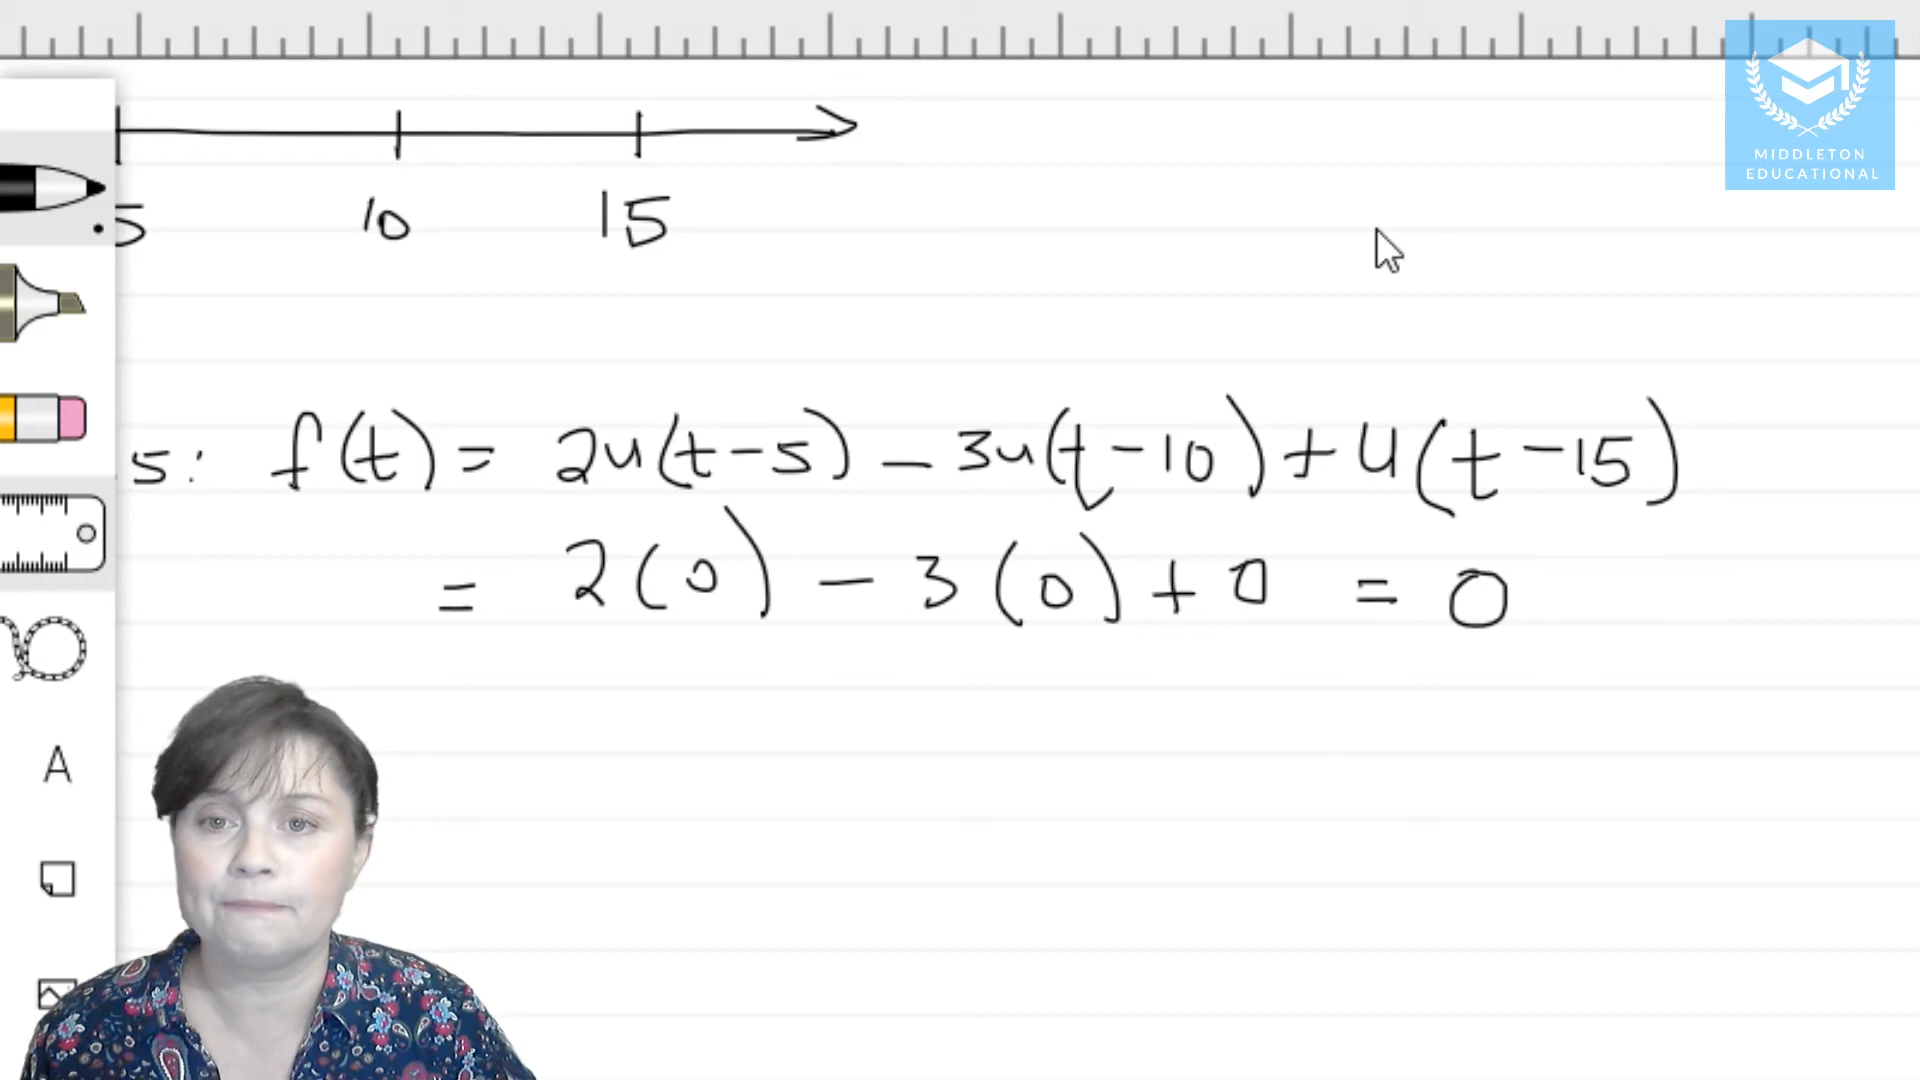 MIDDLETON
EDUCATIONAL
5 10 15
5: f(t) = 2u(t-5) - 3u(t-10) + u(t-15)
= 2(0) - 3(0) + 0 = 0
A